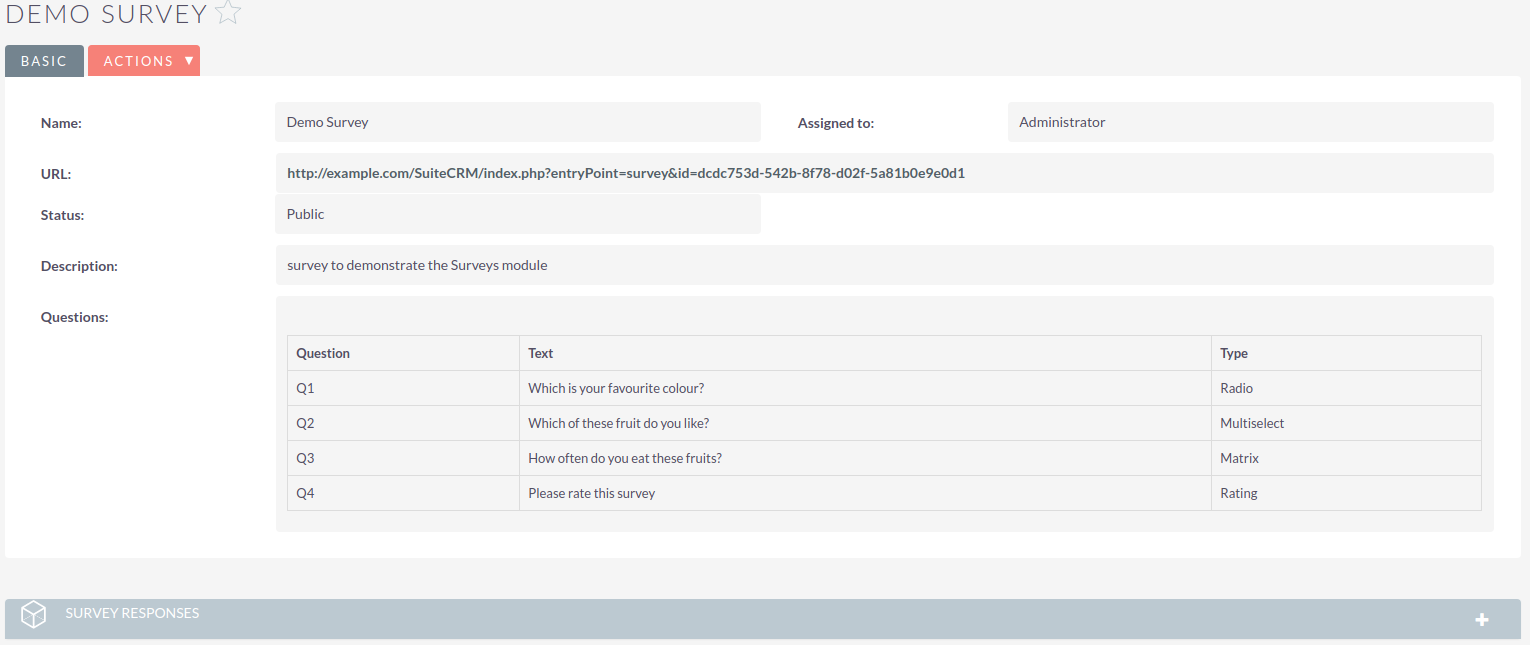 DEMO SURVEY
BASIC ACTIONS
Name: Demo Survey Assigned to: Administrator
URL: http://example.com/SuiteCRM/index.php?entryPoint=survey&id=dcdc753d-542b-8f78-d02f-5a81b0e9e0d1
Status: Public
Description: survey to demonstrate the Surveys module
Questions:
Question Text Type
Q1 Which is your favourite colour? Radio
Q2 Which of these fruit do you like? Multiselect
Q3 How often do you eat these fruits? Matrix
Q4 Please rate this survey Rating
SURVEY RESPONSES